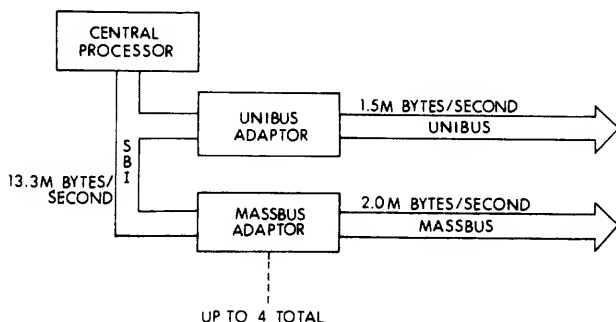 CENTRAL
PROCESSOR
UNIBUS
ADAPTOR
1.5M BYTES/SECOND
UNIBUS
SBI
13.3M BYTES/
SECOND
MASSBUS
ADAPTOR
2.0M BYTES/SECOND
MASSBUS
UP TO 4 TOTAL